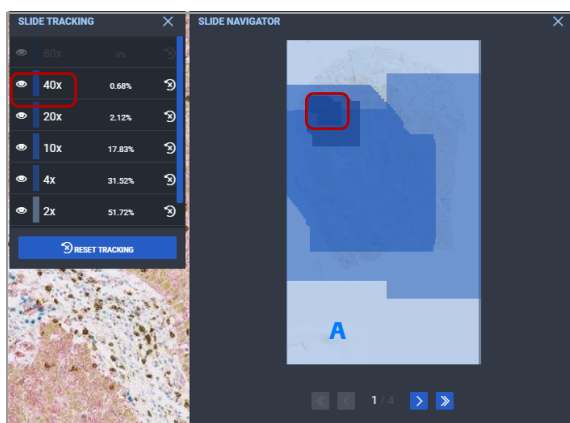 SLIDE TRACKING
80x 0%
40x 0.68%
20x 2.12%
10x 17.83%
4x 31.52%
2x 51.72%
RESET TRACKING
SLIDE NAVIGATOR
A
1 / 4